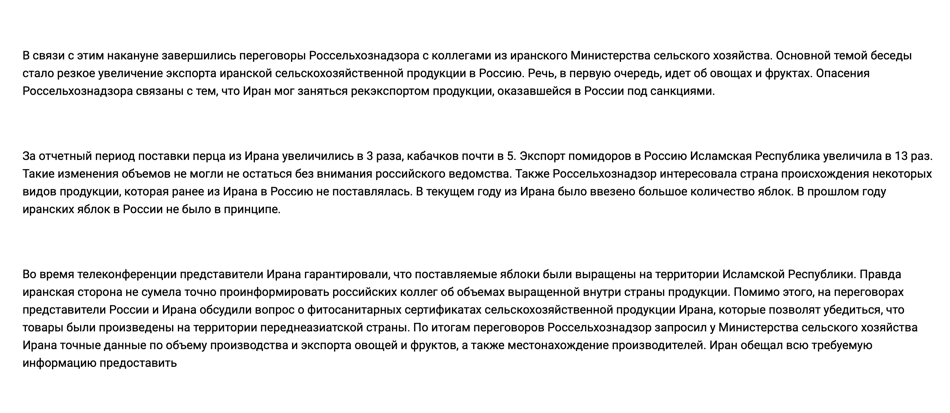 В связи с этим накануне завершились переговоры Россельхознадзора с коллегами из иранского Министерства сельского хозяйства. Основной темой беседы
стало резкое увеличение экспорта иранской сельскохозяйственной продукции в Россию. Речь, в первую очередь, идет об овощах и фруктах. Опасения
Россельхознадзора связаны с тем, что Иран мог заняться рекэкспортом продукции, оказавшейся в России под санкциями.
За отчетный период поставки перца из Ирана увеличились в 3 раза, кабачков почти в 5. Экспорт помидоров в Россию Исламская Республика увеличила в 13 раз.
Такие изменения объемов не могли не остаться без внимания российского ведомства. Также Россельхознадзор интересовала страна происхождения некоторых
видов продукции, которая ранее из Ирана в Россию не поставлялась. В текущем году из Ирана было ввезено большое количество яблок. В прошлом году
иранских яблок в России не было в принципе.
Во время телеконференции представители Ирана гарантировали, что поставляемые яблоки были выращены на территории Исламской Республики. Правда
иранская сторона не сумела точно проинформировать российских коллег об объемах выращенной внутри страны продукции. Помимо этого, на переговорах
представители России и Ирана обсудили вопрос о фитосанитарных сертификатах сельскохозяйственной продукции Ирана, которые позволят убедиться, что
товары были произведены на территории переднеазиатской страны. По итогам переговоров Россельхознадзор запросил у Министерства сельского хозяйства
Ирана точные данные по объему производства и экспорта овощей и фруктов, а также местонахождение производителей. Иран обещал всю требуемую
информацию предоставить